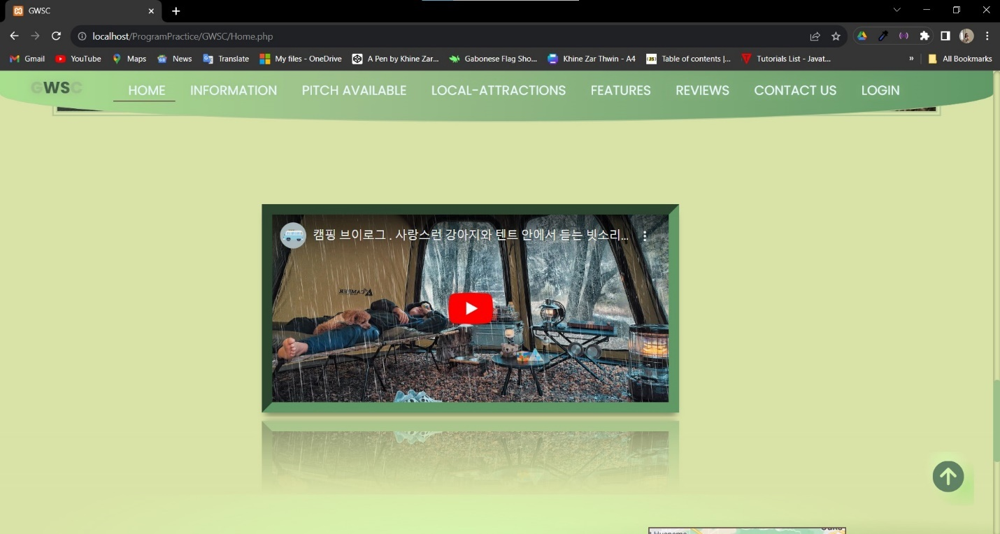 GWSC
localhost/ProgramPractice/GWSC/Home.php
Gmail YouTube Maps News Translate My files - OneDrive A Pen by Khine Zar... Gabonese Flag Sho... Khine Zar Thwin - A4 Table of contents |... Tutorials List - Javat... » All Bookmarks
GWSC HOME INFORMATION PITCH AVAILABLE LOCAL-ATTRACTIONS FEATURES REVIEWS CONTACT US LOGIN
캠핑 브이로그 . 사랑스런 강아지와 텐트 안에서 듣는 빗소리...